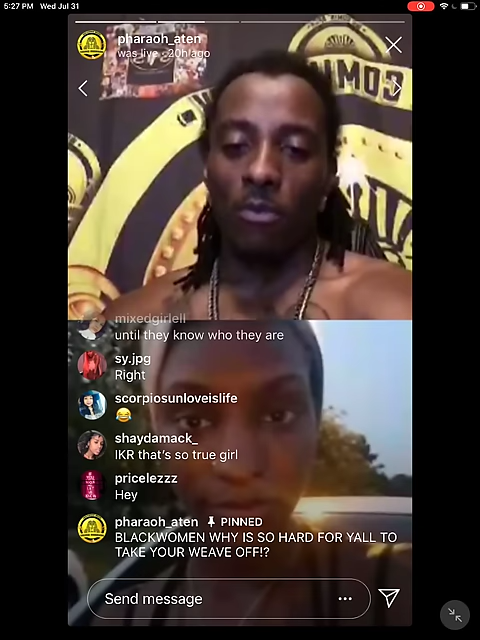 5:27 PM Wed Jul 31
pharaoh_aten
was live · 20h ago
mixedgirlell
until they know who they are
sy.jpg
Right
scorpiosunloveislife
😂
shaydamack_
IKR that's so true girl
pricelezzz
Hey
pharaoh_aten PINNED
BLACKWOMEN WHY IS SO HARD FOR YALL TO
TAKE YOUR WEAVE OFF!?
Send message